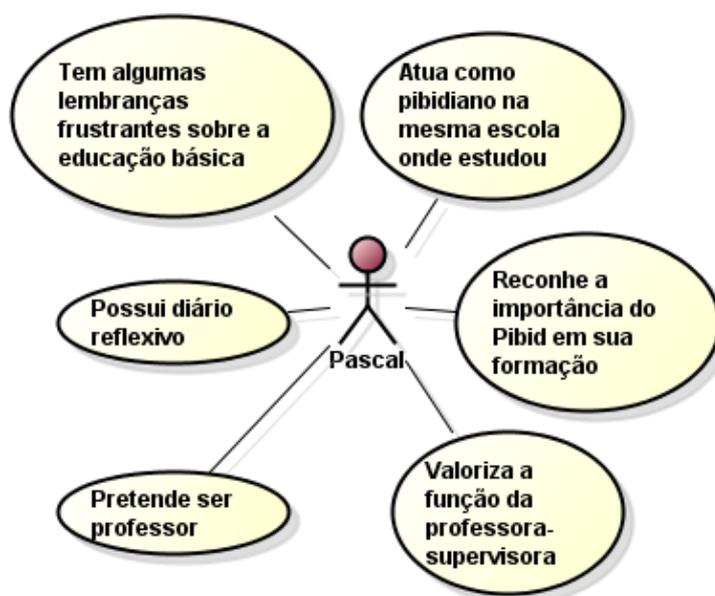 Tem algumas
lembranças
frustrantes sobre a
educação básica
Atua como
pibidiano na
mesma escola
onde estudou
Possui diário
reflexivo
Reconhe a
importância do
Pibid em sua
formação
Pascal
Pretende ser
professor
Valoriza a
função da
professora-
supervisora